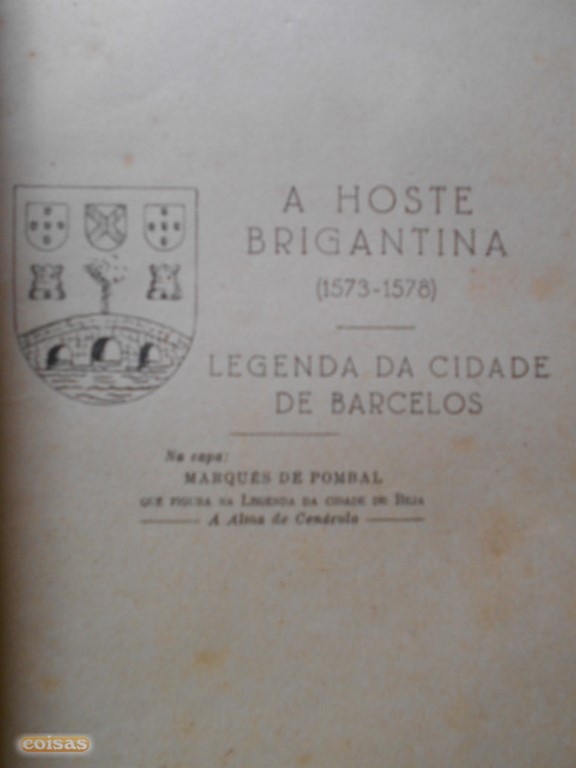 A HOSTE
BRIGANTINA
(1573-1578)
LEGENDA DA CIDADE
DE BARCELOS
Na capa:
MARQUÊS DE POMBAL
QUE FIGURA NA LEGENDA DA CIDADE DE BEJA
A Alma de Cenáculo
coisas